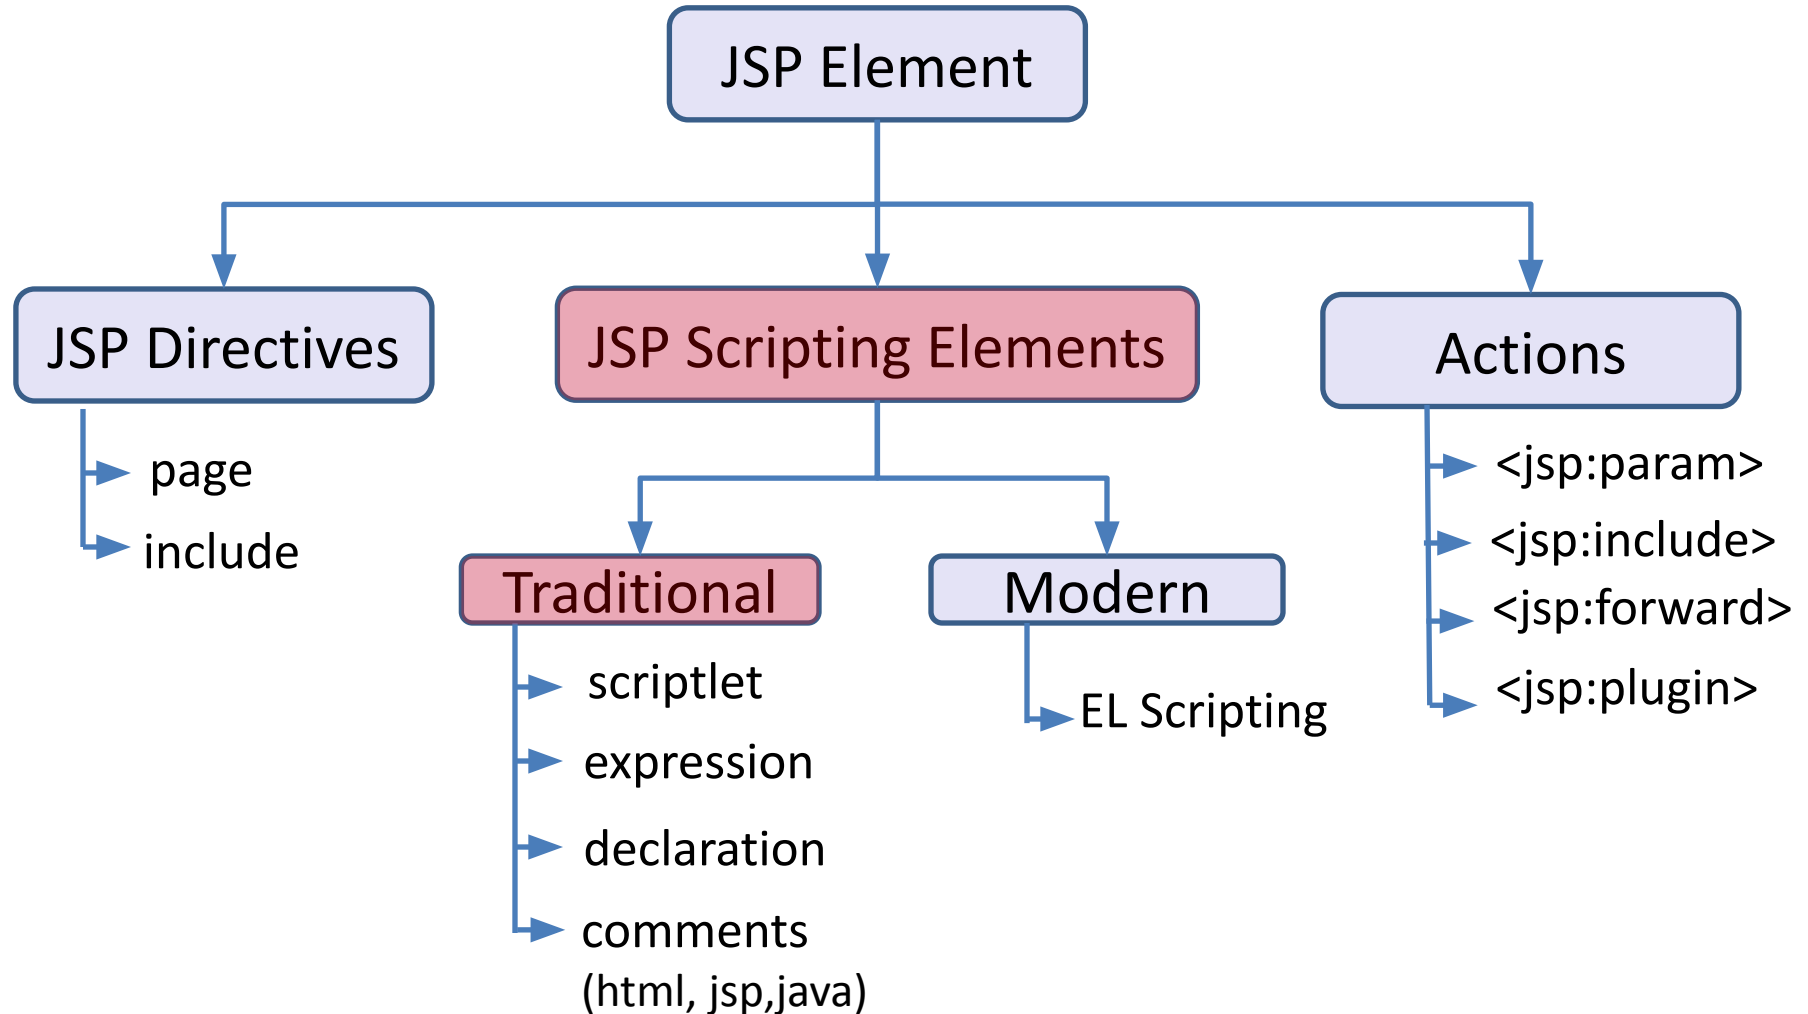 JSP Element
JSP Directives
page
include
JSP Scripting Elements
Traditional
scriptlet
expression
declaration
comments
(html, jsp,java)
Modern
EL Scripting
Actions
<jsp:param>
<jsp:include>
<jsp:forward>
<jsp:plugin>